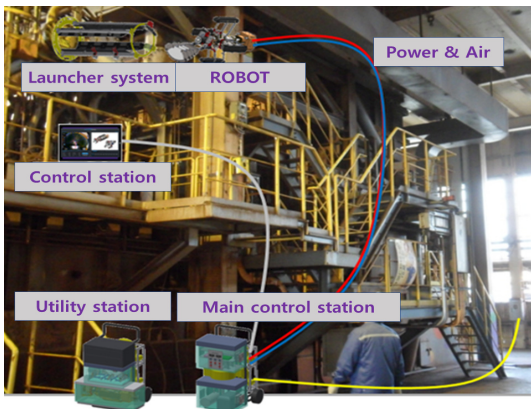 Launcher system
ROBOT
Power & Air
Control station
Utility station
Main control station